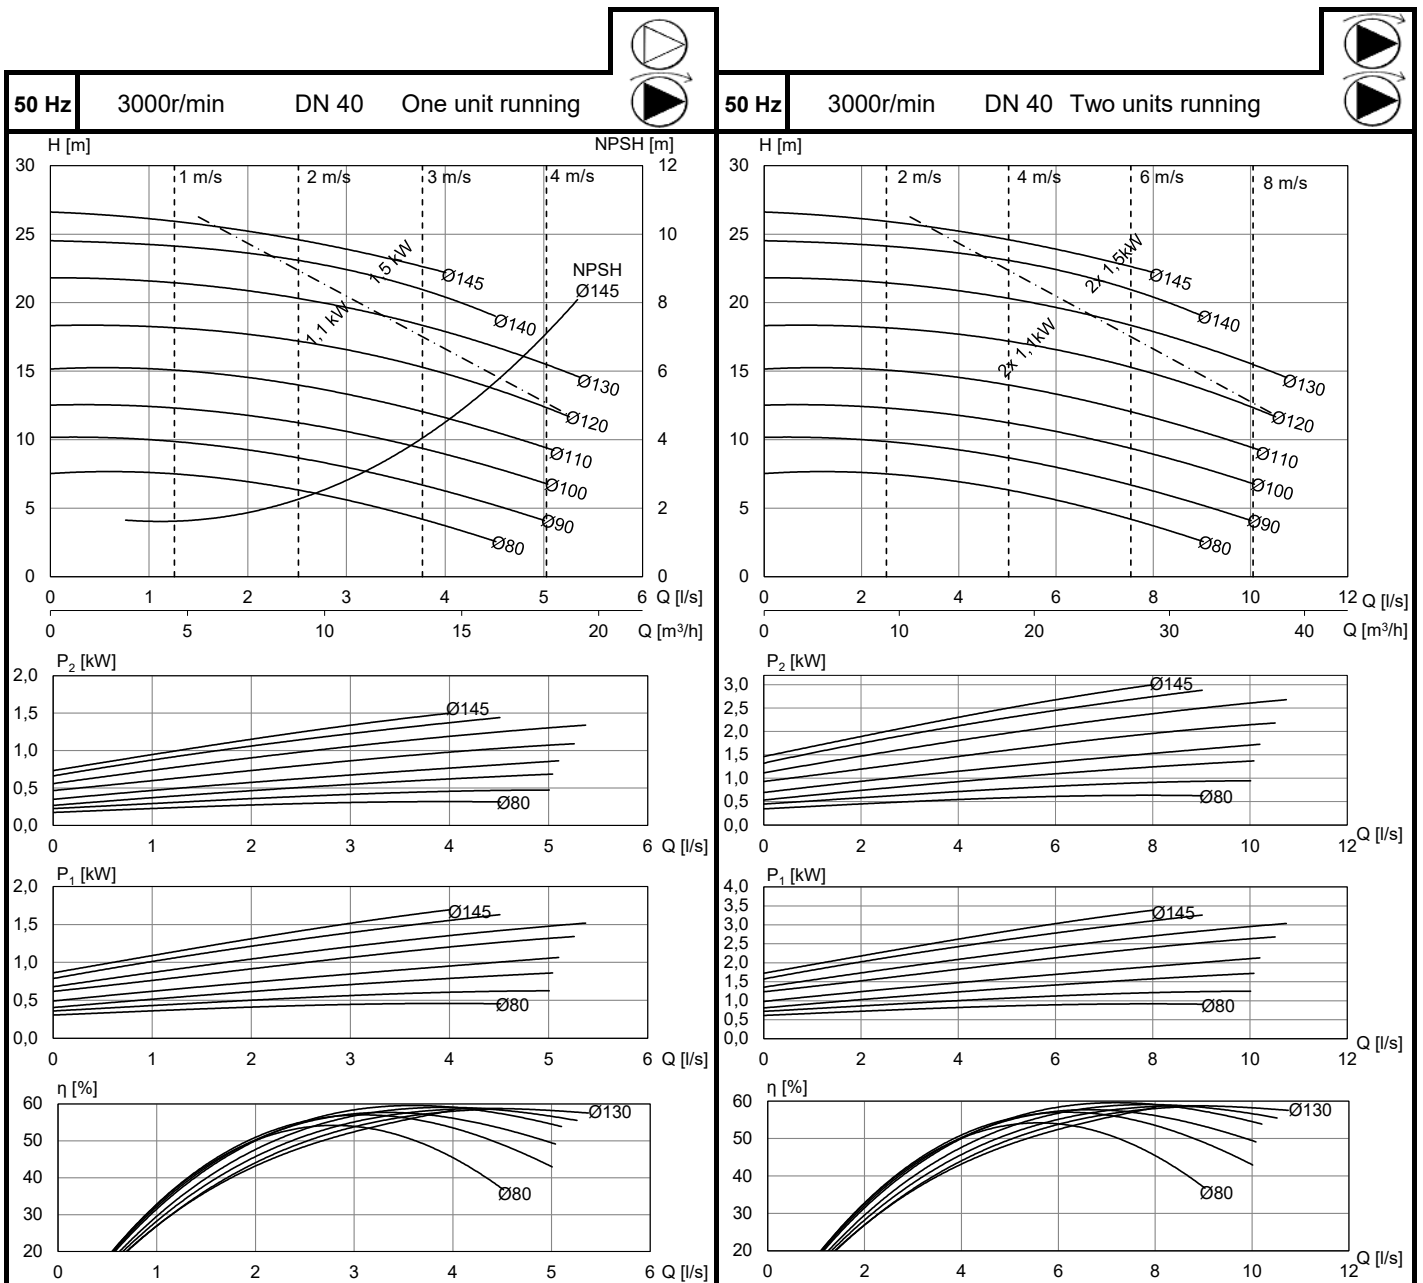 50 Hz 3000r/min DN 40 One unit running
H [m] NPSH [m]
30 12
1 m/s 2 m/s 3 m/s 4 m/s
25 10
1,5 kW
Ø145
NPSH
Ø145
20 8
1,1 kW
Ø140
15 6
Ø130
Ø120
10 4
Ø110
Ø100
5 2
Ø90
Ø80
0 0
0 1 2 3 4 5 6 Q [l/s]
0 5 10 15 20 Q [m³/h]
P2 [kW]
2,0
1,5
Ø145
1,0
0,5
Ø80
0,0
0 1 2 3 4 5 6 Q [l/s]
P1 [kW]
2,0
1,5
Ø145
1,0
0,5
Ø80
0,0
0 1 2 3 4 5 6 Q [l/s]
η [%]
60
Ø130
50
40
Ø80
30
20
0 1 2 3 4 5 6 Q [l/s]
50 Hz 3000r/min DN 40 Two units running
H [m]
30
2 m/s 4 m/s 6 m/s 8 m/s
25
2x 1,5kW
Ø145
20
2x 1,1kW
Ø140
15
Ø130
Ø120
10
Ø110
Ø100
5
Ø90
Ø80
0
0 2 4 6 8 10 12 Q [l/s]
0 10 20 30 40 Q [m³/h]
P2 [kW]
3,0
Ø145
2,5
2,0
1,5
1,0
0,5
Ø80
0,0
0 2 4 6 8 10 12 Q [l/s]
P1 [kW]
4,0
3,5
Ø145
3,0
2,5
2,0
1,5
1,0
Ø80
0,5
0,0
0 2 4 6 8 10 12 Q [l/s]
η [%]
60
Ø130
50
40
Ø80
30
20
0 2 4 6 8 10 12 Q [l/s]